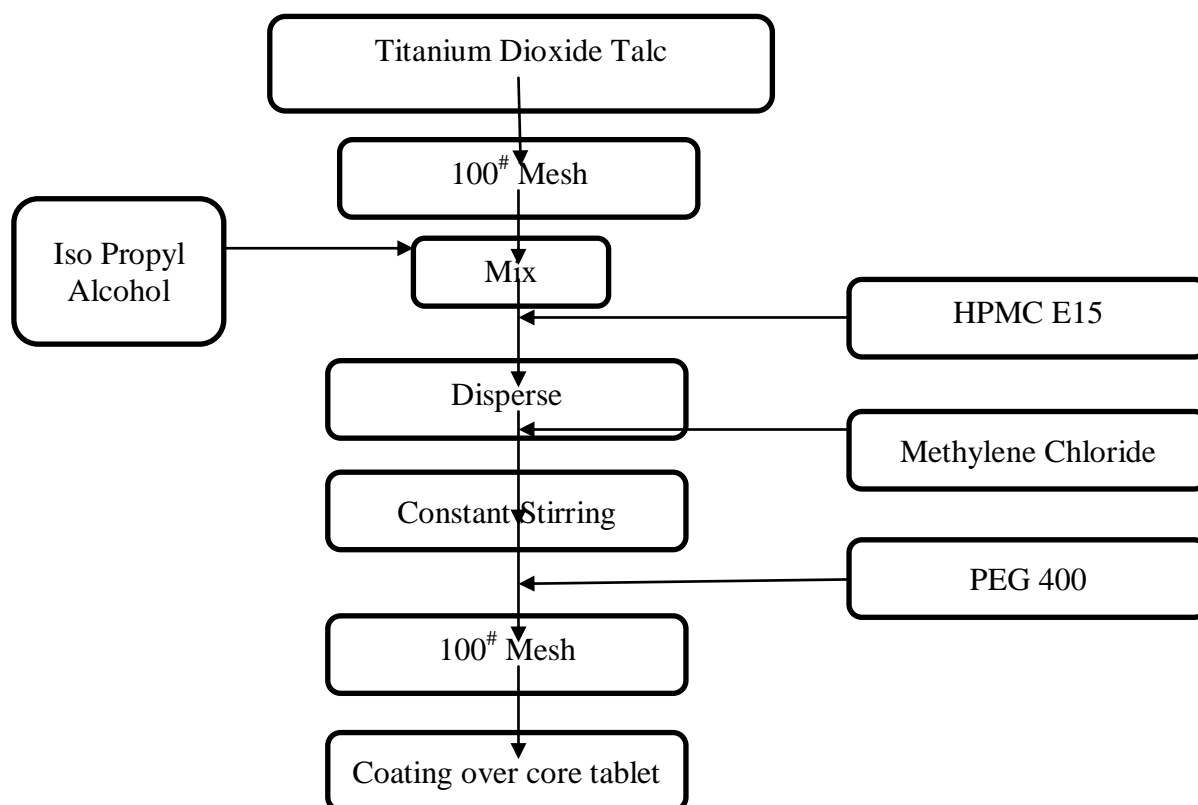 Titanium Dioxide Talc
100# Mesh
Iso Propyl
Alcohol
Mix
HPMC E15
Disperse
Methylene Chloride
Constant Stirring
PEG 400
100# Mesh
Coating over core tablet